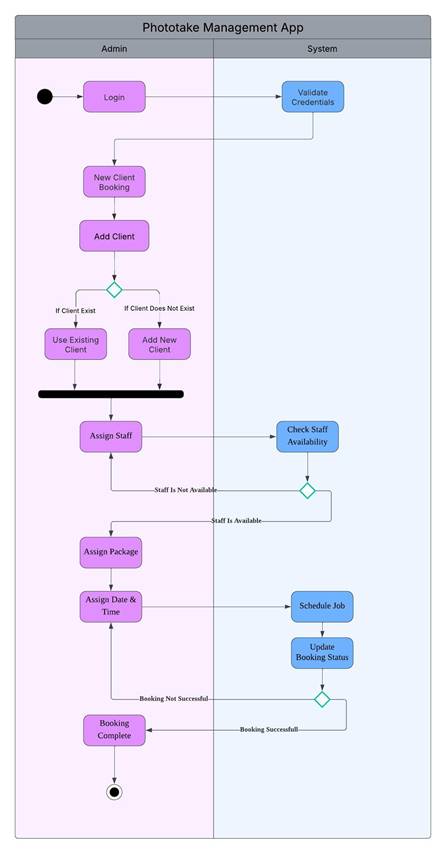 Phototake Management App
Admin
System
Login
Validate
Credentials
New Client
Booking
Add Client
If Client Exist
If Client Does Not Exist
Use Existing
Client
Add New
Client
Assign Staff
Check Staff
Availability
Staff Is Not Available
Staff Is Available
Assign Package
Assign Date &
Time
Schedule Job
Update
Booking Status
Booking Not Successful
Booking Successfull
Booking
Complete